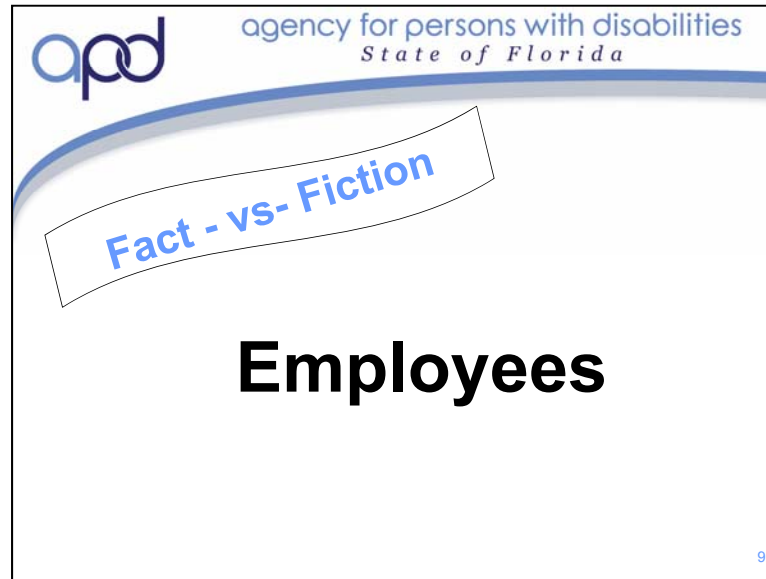 apd
agency for persons with disabilities
State of Florida
Fact - vs- Fiction
Employees
9